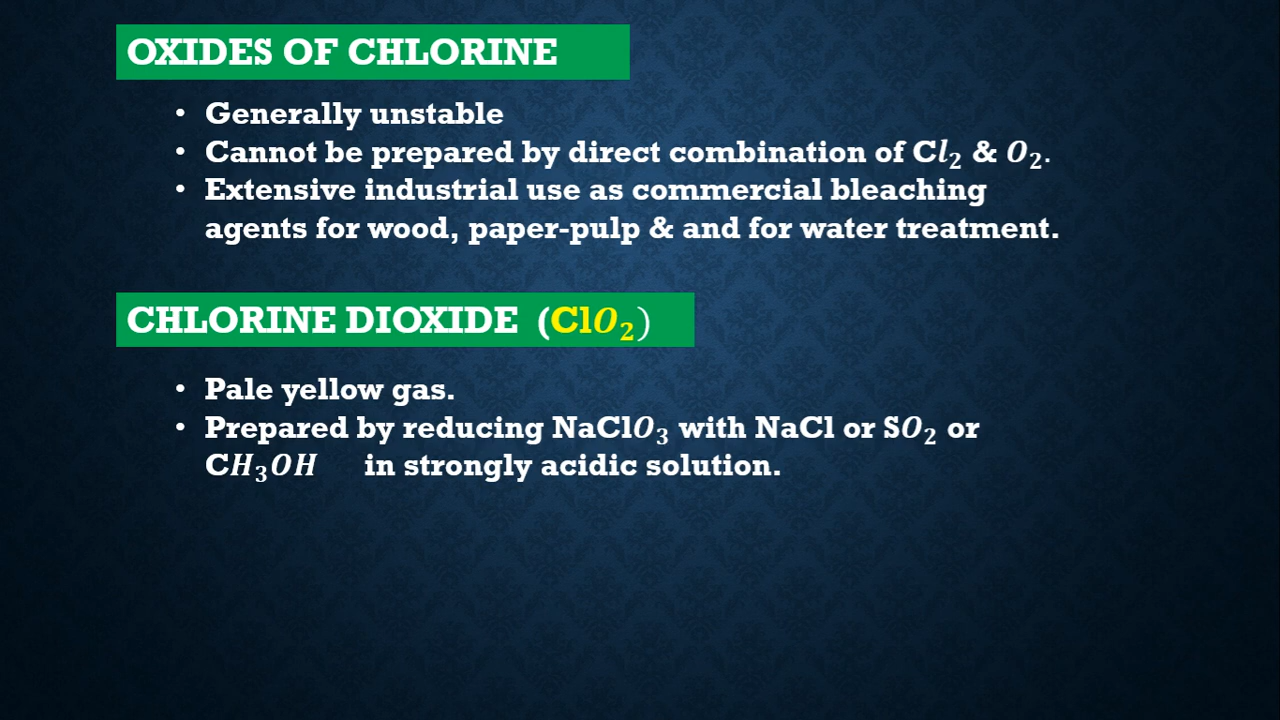 OXIDES OF CHLORINE
• Generally unstable
• Cannot be prepared by direct combination of Cl₂ & O₂.
• Extensive industrial use as commercial bleaching
agents for wood, paper-pulp & and for water treatment.
CHLORINE DIOXIDE (ClO₂)
• Pale yellow gas.
• Prepared by reducing NaClO₃ with NaCl or SO₂ or
CH₃OH in strongly acidic solution.